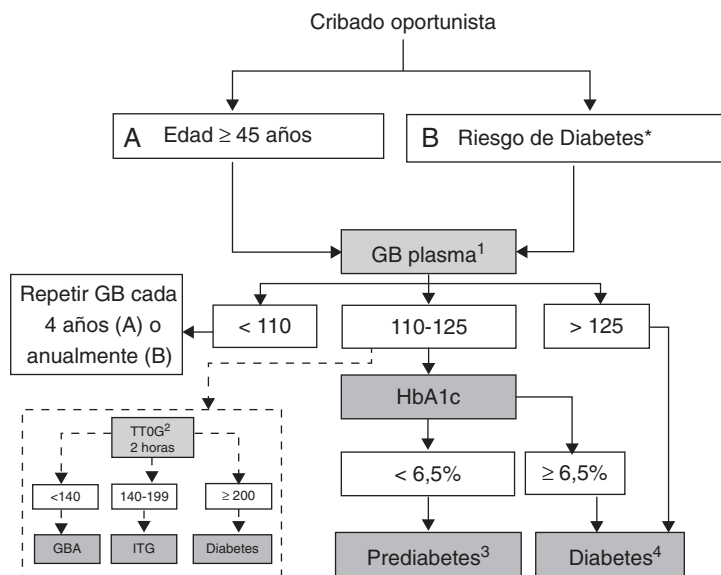 Cribado oportunista
A Edad ≥ 45 años
B Riesgo de Diabetes*
GB plasma1
Repetir GB cada
4 años (A) o
anualmente (B)
< 110
110-125
> 125
HbA1c
TT0G2
2 horas
< 6,5%
≥ 6,5%
<140
140-199
≥ 200
GBA
ITG
Diabetes
Prediabetes3
Diabetes4